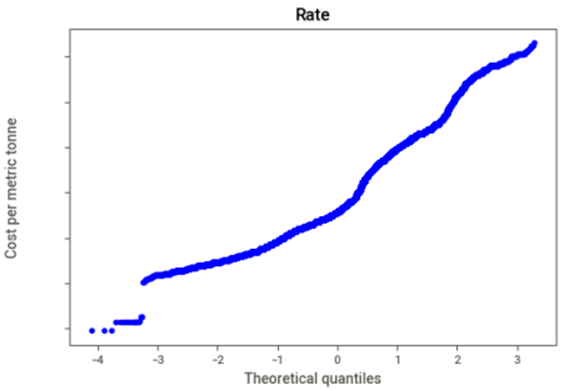 Rate
Cost per metric tonne
−4 −3 −2 −1 0 1 2 3
Theoretical quantiles